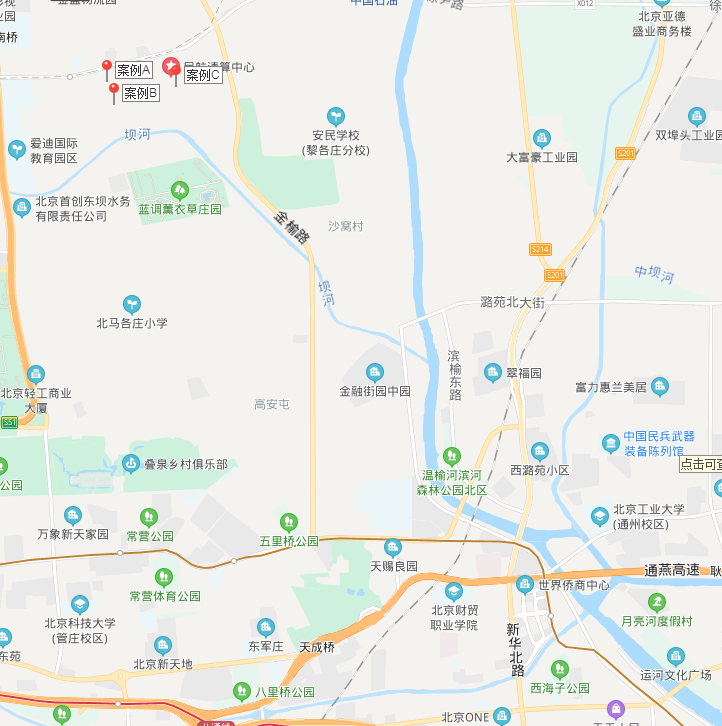 中国石油
X012
北京亚德
盛业商务楼
南桥
案例A
案例C
案例B
安民学校
(黎各庄分校)
双埠头工业园
大富豪工业园
S201
坝河
爱迪国际
教育园区
北京首创东坝水务
有限责任公司
蓝调薰衣草庄园
金榆路
沙窝村
S214
S201
中坝河
坝河
潞苑北大街
北马各庄小学
滨榆东路
翠福园
富力惠兰美居
金融街园中园
北京轻工商业
大厦
S51
高安屯
中国民兵武器
装备陈列馆
点击可查
叠泉乡村俱乐部
西潞苑小区
温榆河滨河
森林公园北区
公园
北京工业大学
(通州校区)
万象新天家园
常营公园
五里桥公园
天赐良园
通燕高速
世界侨商中心
常营体育公园
北京财贸
职业学院
月亮河度假村
北京科技大学
(管庄校区)
东苑
东军庄
天成桥
新华北路
北京新天地
运河文化广场
西海子公园
八里桥公园
北京ONE